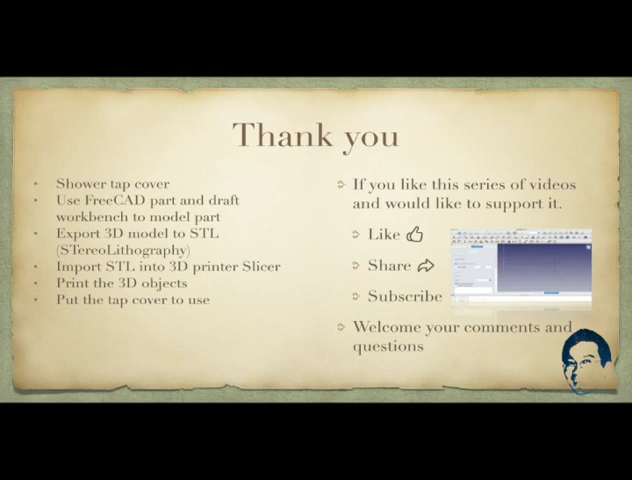 Thank you
Shower tap cover
Use FreeCAD part and draft
workbench to model part
Export 3D model to STL
(STereoLithography)
Import STL into 3D printer Slicer
Print the 3D objects
Put the tap cover to use
If you like this series of videos
and would like to support it.
Like
Share
Subscribe
Welcome your comments and
questions